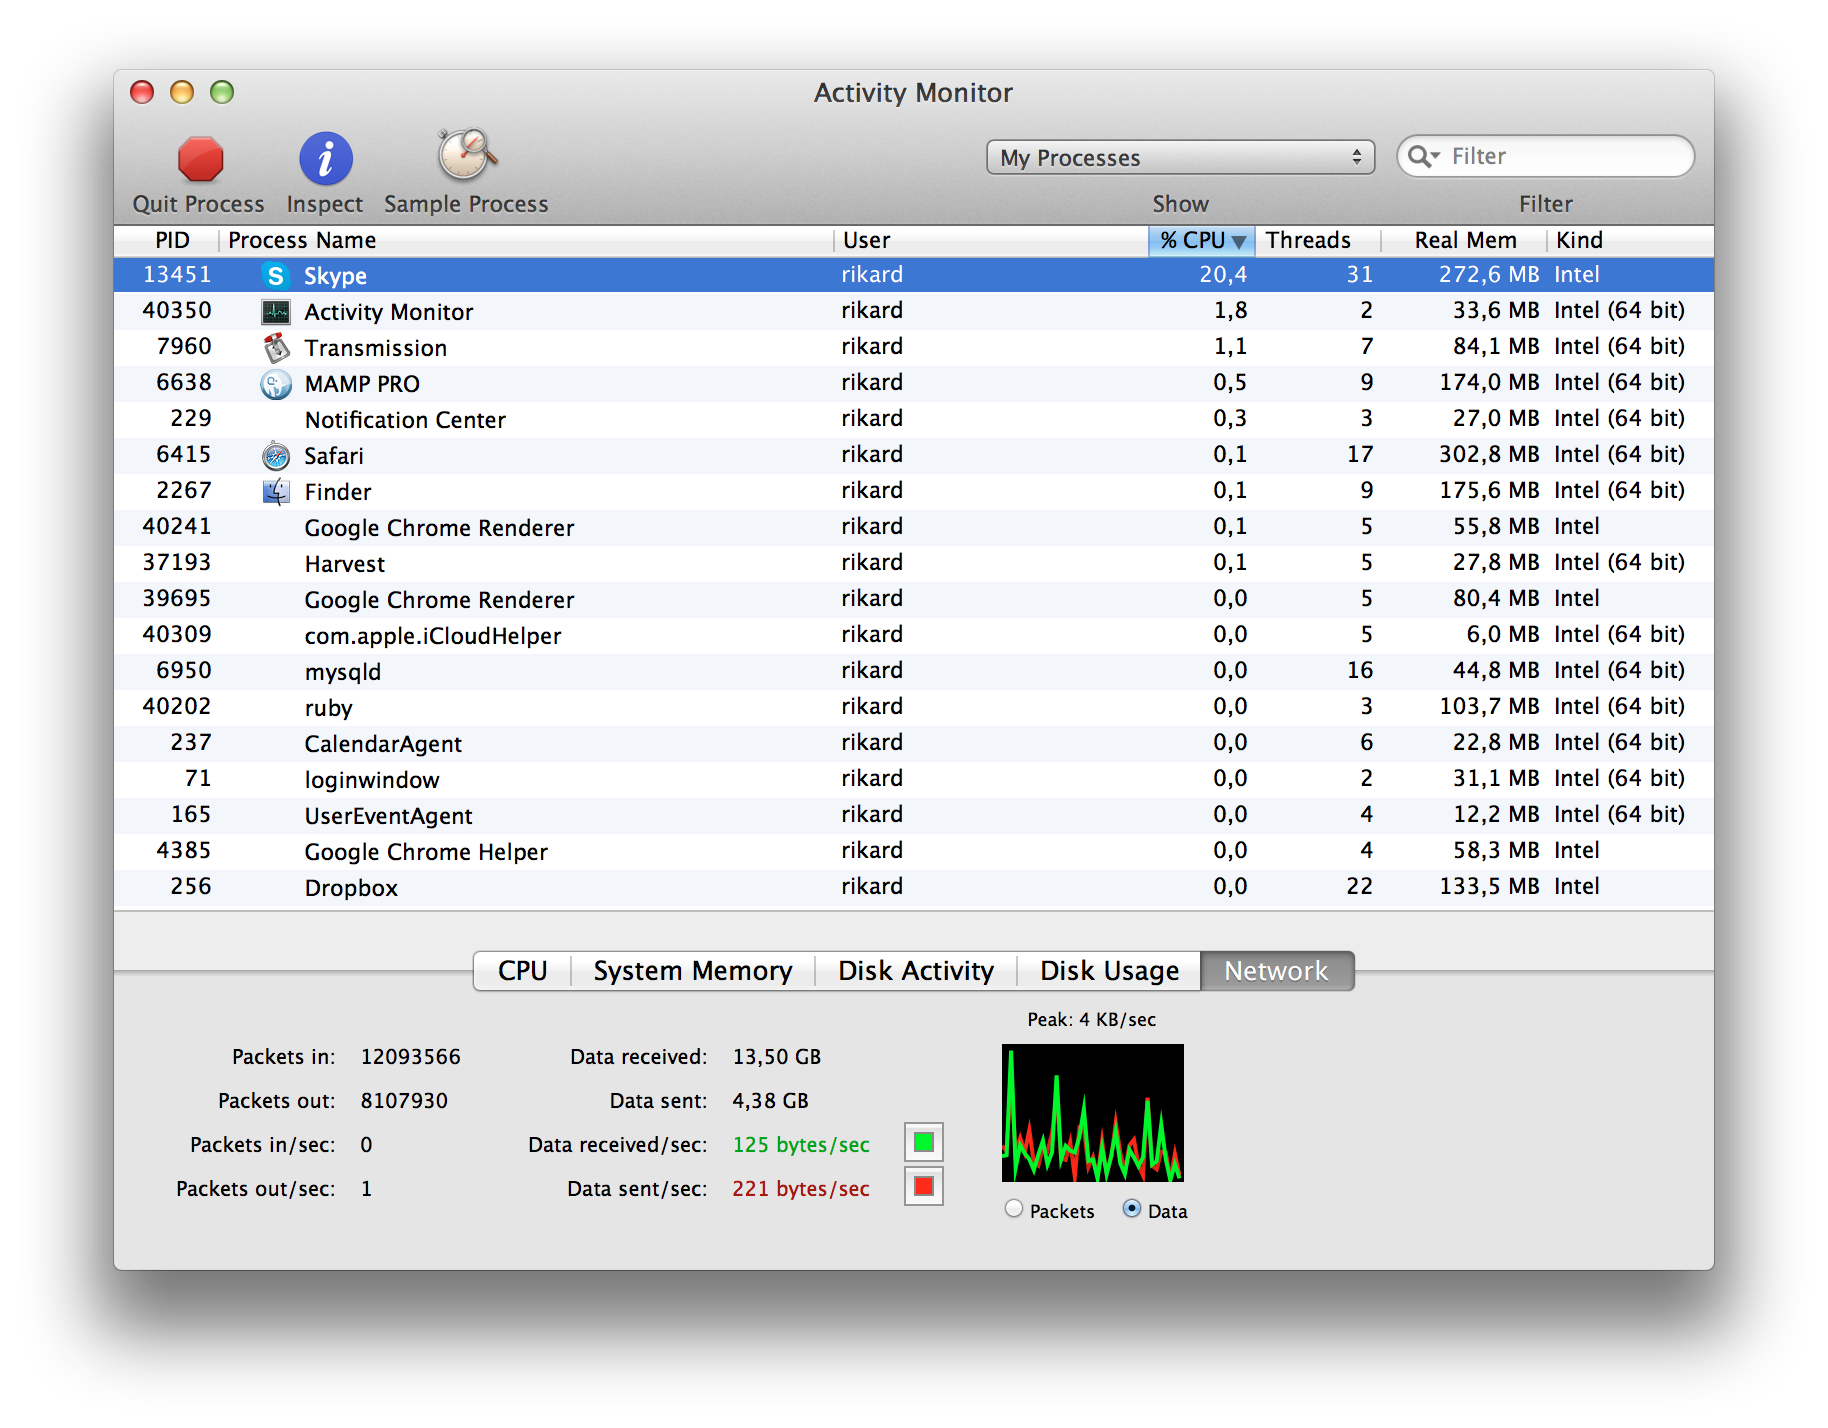 Activity Monitor
Quit Process Inspect Sample Process My Processes Show Filter Filter
PID Process Name User % CPU Threads Real Mem Kind
13451 Skype rikard 20,4 31 272,6 MB Intel
40350 Activity Monitor rikard 1,8 2 33,6 MB Intel (64 bit)
7960 Transmission rikard 1,1 7 84,1 MB Intel (64 bit)
6638 MAMP PRO rikard 0,5 9 174,0 MB Intel (64 bit)
229 Notification Center rikard 0,3 3 27,0 MB Intel (64 bit)
6415 Safari rikard 0,1 17 302,8 MB Intel (64 bit)
2267 Finder rikard 0,1 9 175,6 MB Intel (64 bit)
40241 Google Chrome Renderer rikard 0,1 5 55,8 MB Intel
37193 Harvest rikard 0,1 5 27,8 MB Intel (64 bit)
39695 Google Chrome Renderer rikard 0,0 5 80,4 MB Intel
40309 com.apple.iCloudHelper rikard 0,0 5 6,0 MB Intel (64 bit)
6950 mysqld rikard 0,0 16 44,8 MB Intel (64 bit)
40202 ruby rikard 0,0 3 103,7 MB Intel (64 bit)
237 CalendarAgent rikard 0,0 6 22,8 MB Intel (64 bit)
71 loginwindow rikard 0,0 2 31,1 MB Intel (64 bit)
165 UserEventAgent rikard 0,0 4 12,2 MB Intel (64 bit)
4385 Google Chrome Helper rikard 0,0 4 58,3 MB Intel
256 Dropbox rikard 0,0 22 133,5 MB Intel
CPU System Memory Disk Activity Disk Usage Network
Peak: 4 KB/sec
Packets in: 12093566 Data received: 13,50 GB
Packets out: 8107930 Data sent: 4,38 GB
Packets in/sec: 0 Data received/sec: 125 bytes/sec
Packets out/sec: 1 Data sent/sec: 221 bytes/sec
Packets Data